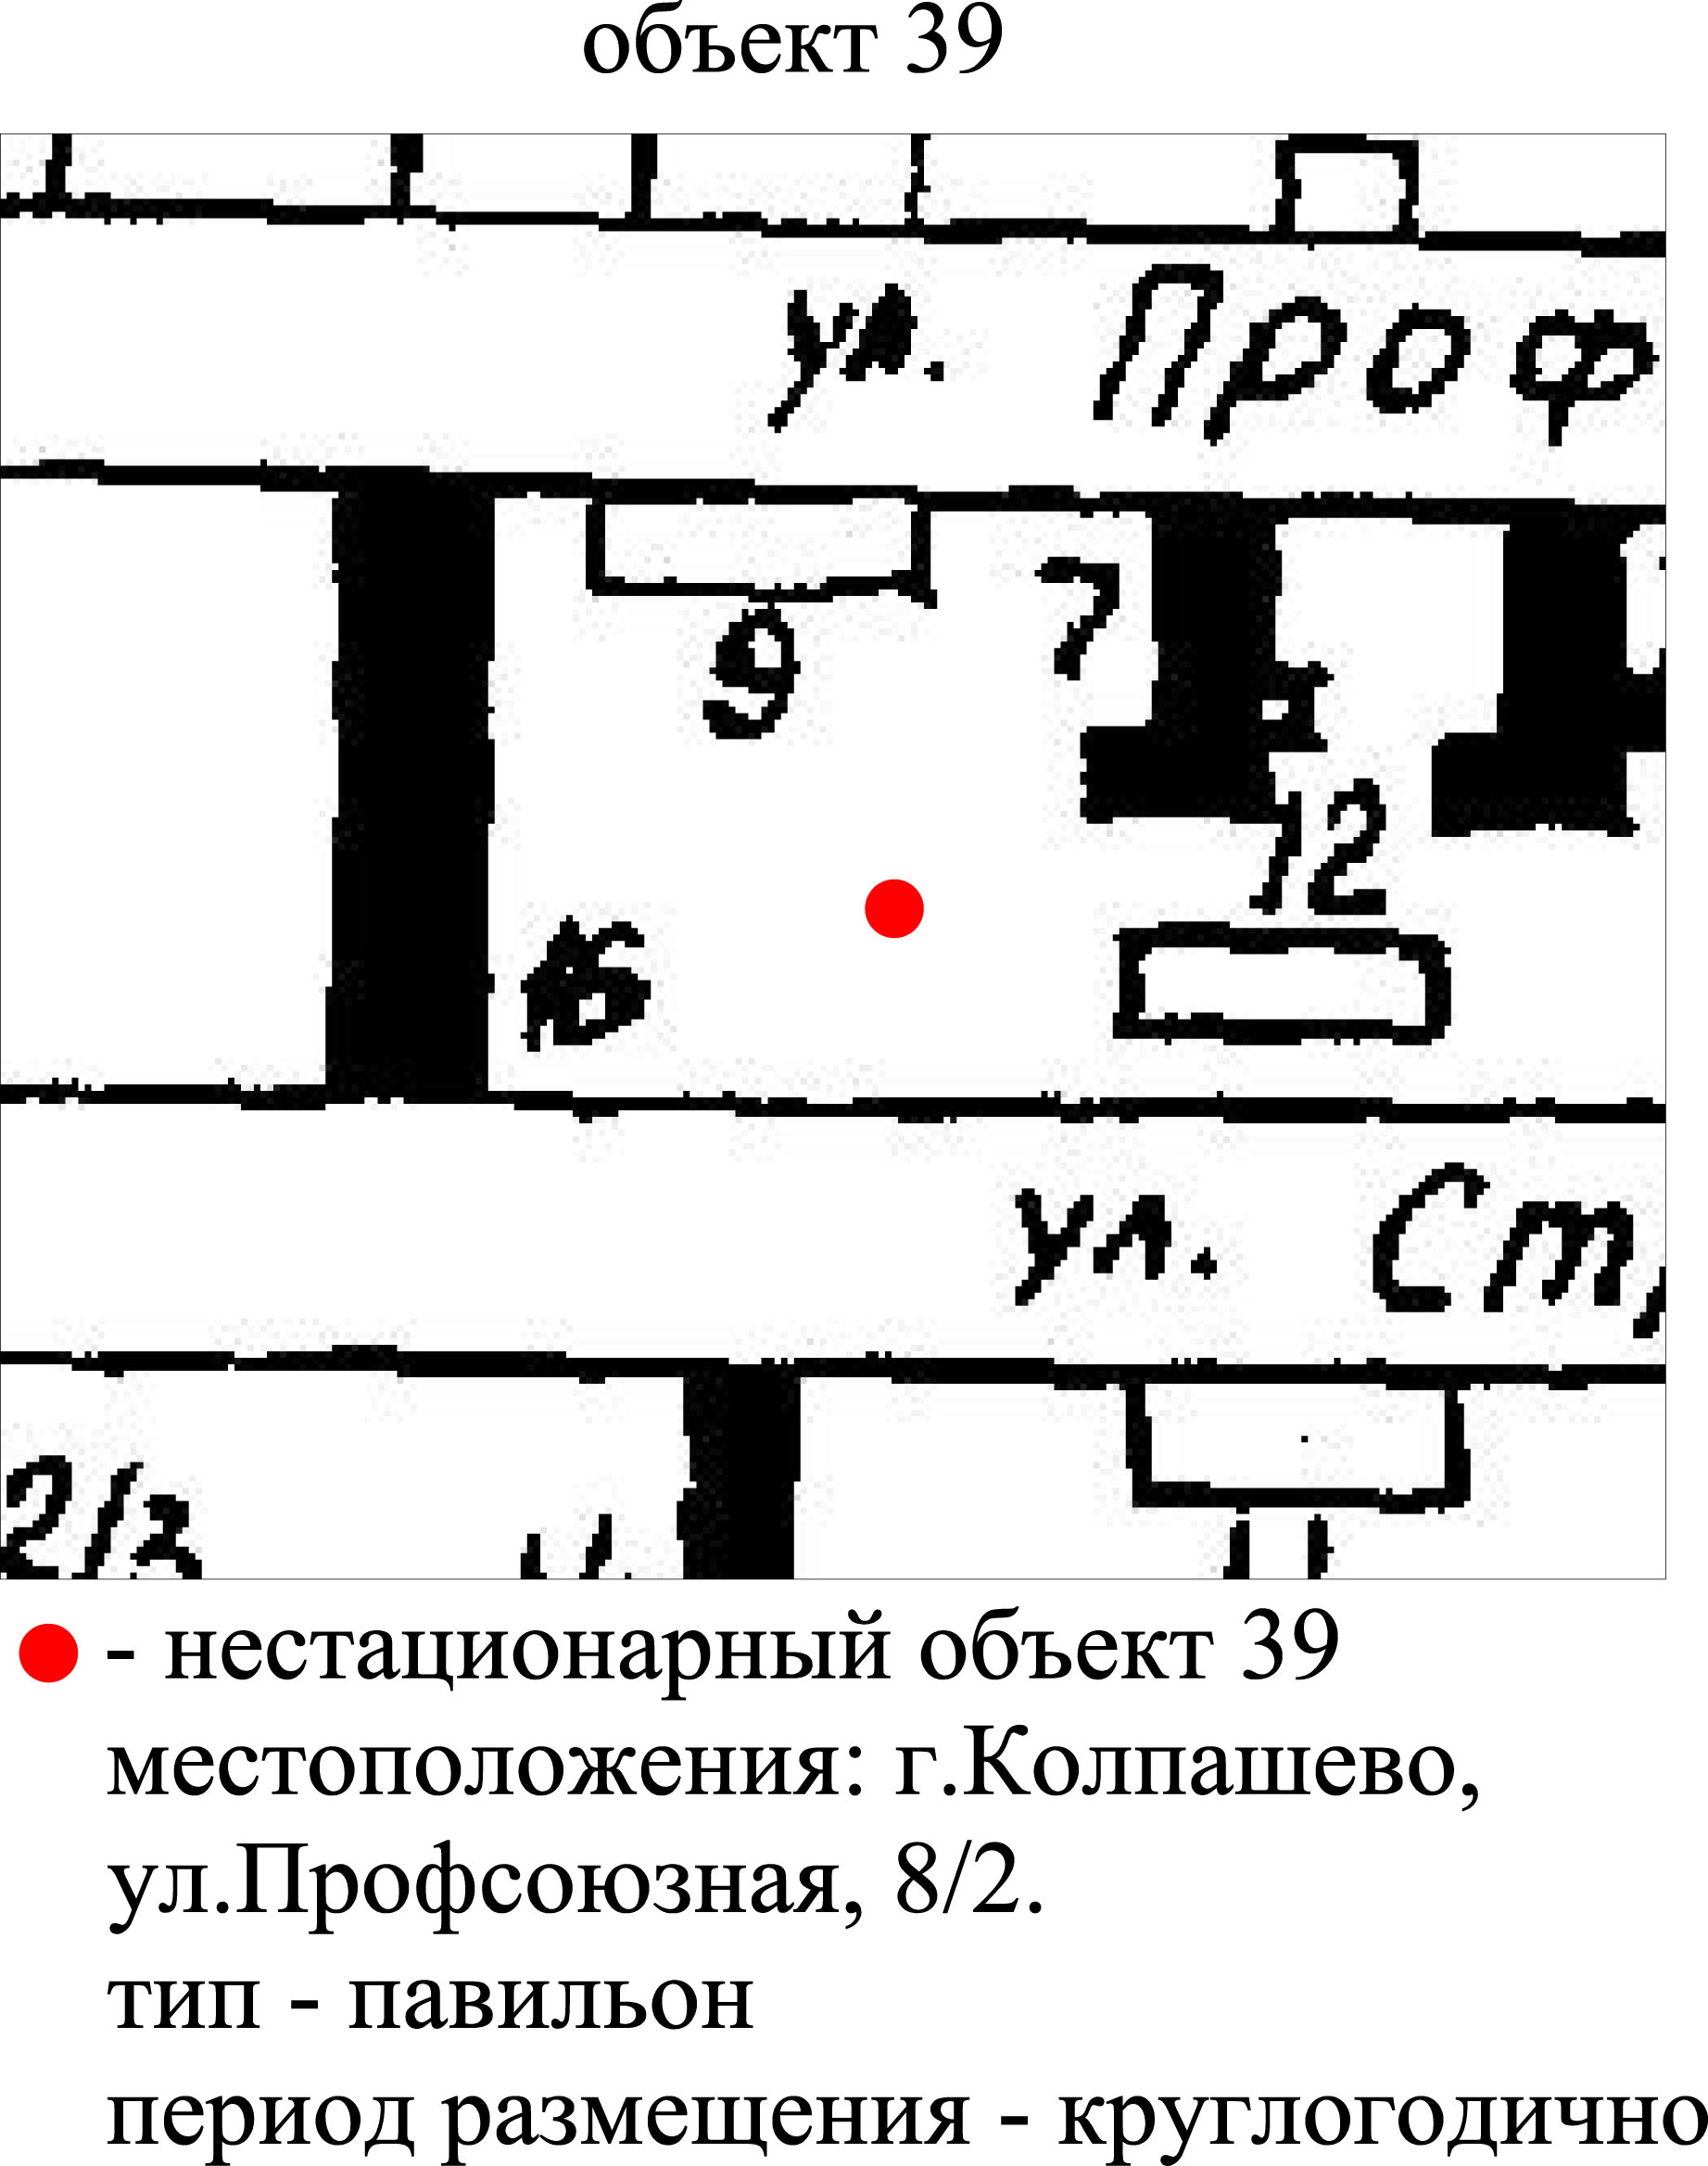 объект 39
ул. Проф
9
7
12
16
ул. Ст
2/3
- нестационарный объект 39
местоположения: г.Колпашево,
ул.Профсоюзная, 8/2.
тип - павильон
период размещения - круглогодично